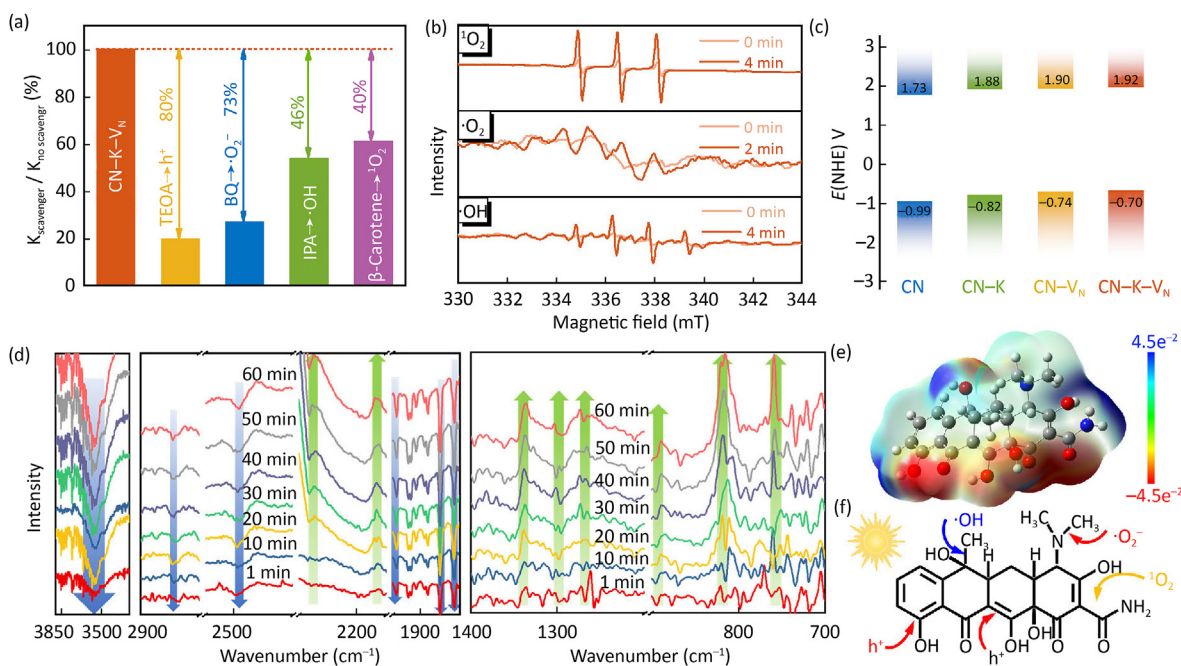 (a)
K_scavenger / K_no scavengr (%)
100
80
60
40
20
0
CN–K–V_N
TEOA→h⁺
80%
BQ→·O₂⁻
73%
IPA→·OH
46%
β-Carotene→¹O₂
40%
(b)
Intensity
¹O₂
0 min
4 min
·O₂
0 min
2 min
·OH
0 min
4 min
330 332 334 336 338 340 342 344
Magnetic field (mT)
(c)
E(NHE) V
3
2
1
0
−1
−2
−3
1.73 1.88 1.90 1.92
−0.99 −0.82 −0.74 −0.70
CN CN–K CN–V_N CN–K–V_N
(d)
Intensity
60 min
50 min
40 min
30 min
20 min
10 min
1 min
3850 3500 2900 2500 2200 1900 1400
Wavenumber (cm⁻¹)
60 min
50 min
40 min
30 min
20 min
10 min
1 min
1400 1300 800 700
Wavenumber (cm⁻¹)
(e)
4.5e⁻²
−4.5e⁻²
(f)
·OH
CH₃
HO
H
H
H₃C
CH₃
N
·O₂⁻
OH
¹O₂
NH₂
h⁺
OH
O
h⁺
OH
OH
O
O